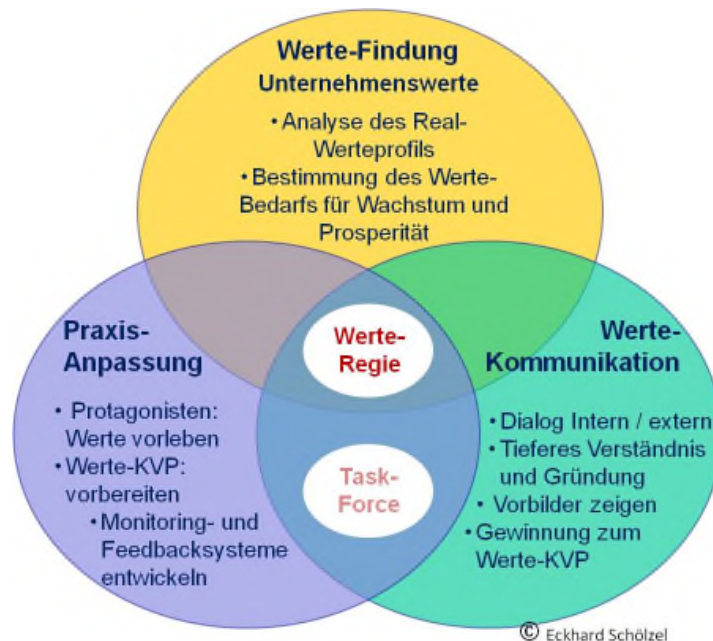 Werte-Findung
Unternehmenswerte
• Analyse des Real-
Werteprofils
• Bestimmung des Werte-
Bedarfs für Wachstum und
Prosperität
Praxis-
Anpassung
• Protagonisten:
Werte vorleben
• Werte-KVP:
vorbereiten
• Monitoring- und
Feedbacksysteme
entwickeln
Werte-
Regie
Task-
Force
Werte-
Kommunikation
• Dialog Intern / extern
• Tieferes Verständnis
und Gründung
• Vorbilder zeigen
• Gewinnung zum
Werte-KVP
© Eckhard Schölzel